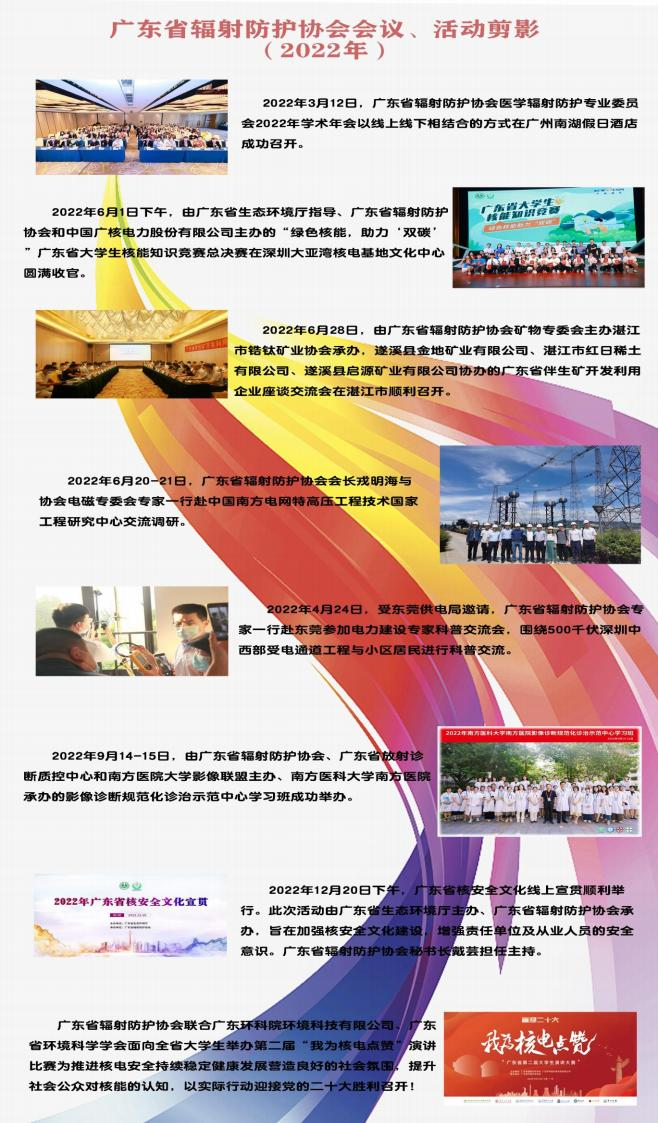 广东省辐射防护协会会议、活动剪影
（2022年）
2022年3月12日，广东省辐射防护协会医学辐射防护专业委员
会2022年学术年会以线上线下相结合的方式在广州南湖假日酒店
成功召开。
2022年6月1日下午，由广东省生态环境厅指导、广东省辐射防护
协会和中国广核电力股份有限公司主办的“绿色核能，助力‘双碳’
”广东省大学生核能知识竞赛总决赛在深圳大亚湾核电基地文化中心
圆满收官。
广东省大学生
核能知识竞赛
绿色核能助力“双碳”
2022年6月28日，由广东省辐射防护协会矿物专委会主办湛江
市锆钛矿业协会承办，遂溪县金地矿业有限公司、湛江市红日稀土
有限公司、遂溪县启源矿业有限公司协办的广东省伴生矿开发利用
企业座谈交流会在湛江市顺利召开。
2022年6月20-21日，广东省辐射防护协会会长戎明海与
协会电磁专委会专家一行赴中国南方电网特高压工程技术国家
工程研究中心交流调研。
2022年4月24日，受东莞供电局邀请，广东省辐射防护协会专
家一行赴东莞参加电力建设专家科普交流会，围绕500千伏深圳中
西部受电通道工程与小区居民进行科普交流。
2022年9月14-15日，由广东省辐射防护协会、广东省放射诊
断质控中心和南方医院大学影像联盟主办、南方医科大学南方医院
承办的影像诊断规范化诊治示范中心学习班成功举办。
2022年南方医科大学南方医院影像诊断规范化诊治示范中心学习班
2022年广东省核安全文化宣贯
2022年12月20日下午，广东省核安全文化线上宣贯顺利举
行。此次活动由广东省生态环境厅主办、广东省辐射防护协会承
办，旨在加强核安全文化建设，增强责任单位及从业人员的安全
意识。广东省辐射防护协会秘书长戴芸担任主持。
广东省辐射防护协会联合广东环科院环境科技有限公司、广东
省环境科学学会面向全省大学生举办第二届“我为核电点赞”演讲
比赛为推进核电安全持续稳定健康发展营造良好的社会氛围，提升
社会公众对核能的认知，以实际行动迎接党的二十大胜利召开！
喜迎二十大
我为核电点赞
“广东省第二届大学生演讲大赛”